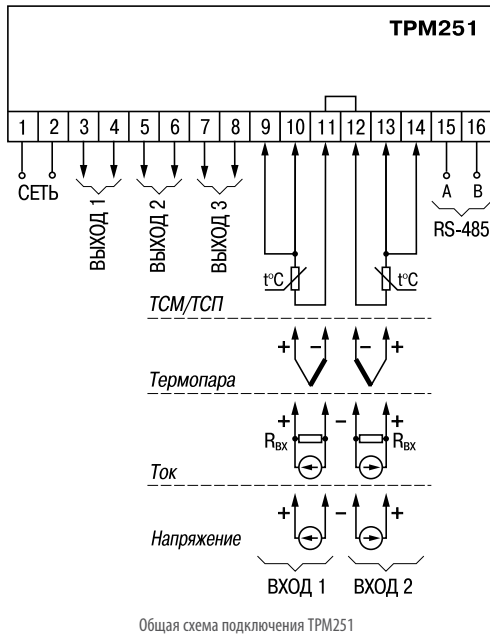 ТРМ251
1 2 3 4 5 6 7 8 9 10 11 12 13 14 15 16
СЕТЬ
ВЫХОД 1
ВЫХОД 2
ВЫХОД 3
A B
RS-485
t°C t°C
ТСМ/ТСП
+ – – +
Термопара
+ – +
Rвх Rвх
Ток
+ – +
Напряжение
ВХОД 1 ВХОД 2
Общая схема подключения ТРМ251